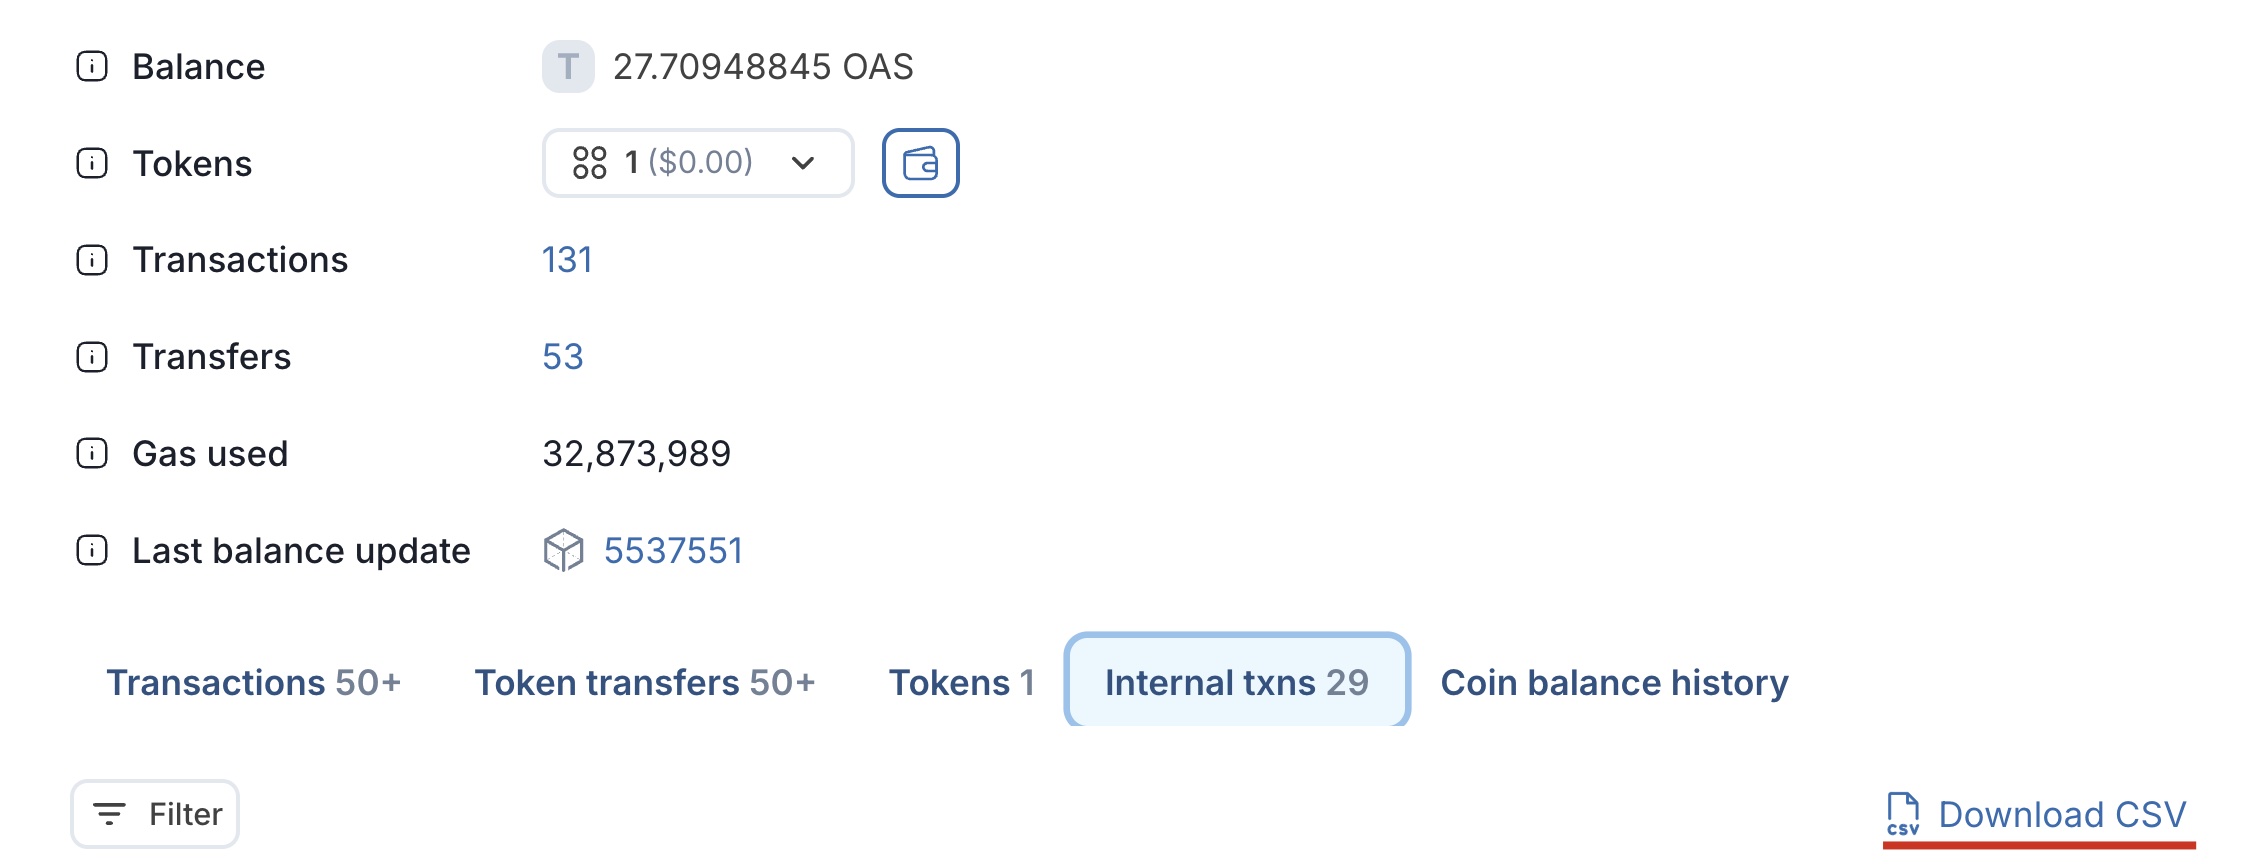 Balance T 27.70948845 OAS
Tokens 1 ($0.00)
Transactions 131
Transfers 53
Gas used 32,873,989
Last balance update 5537551
Transactions 50+ Token transfers 50+ Tokens 1 Internal txns 29 Coin balance history
Filter CSV Download CSV